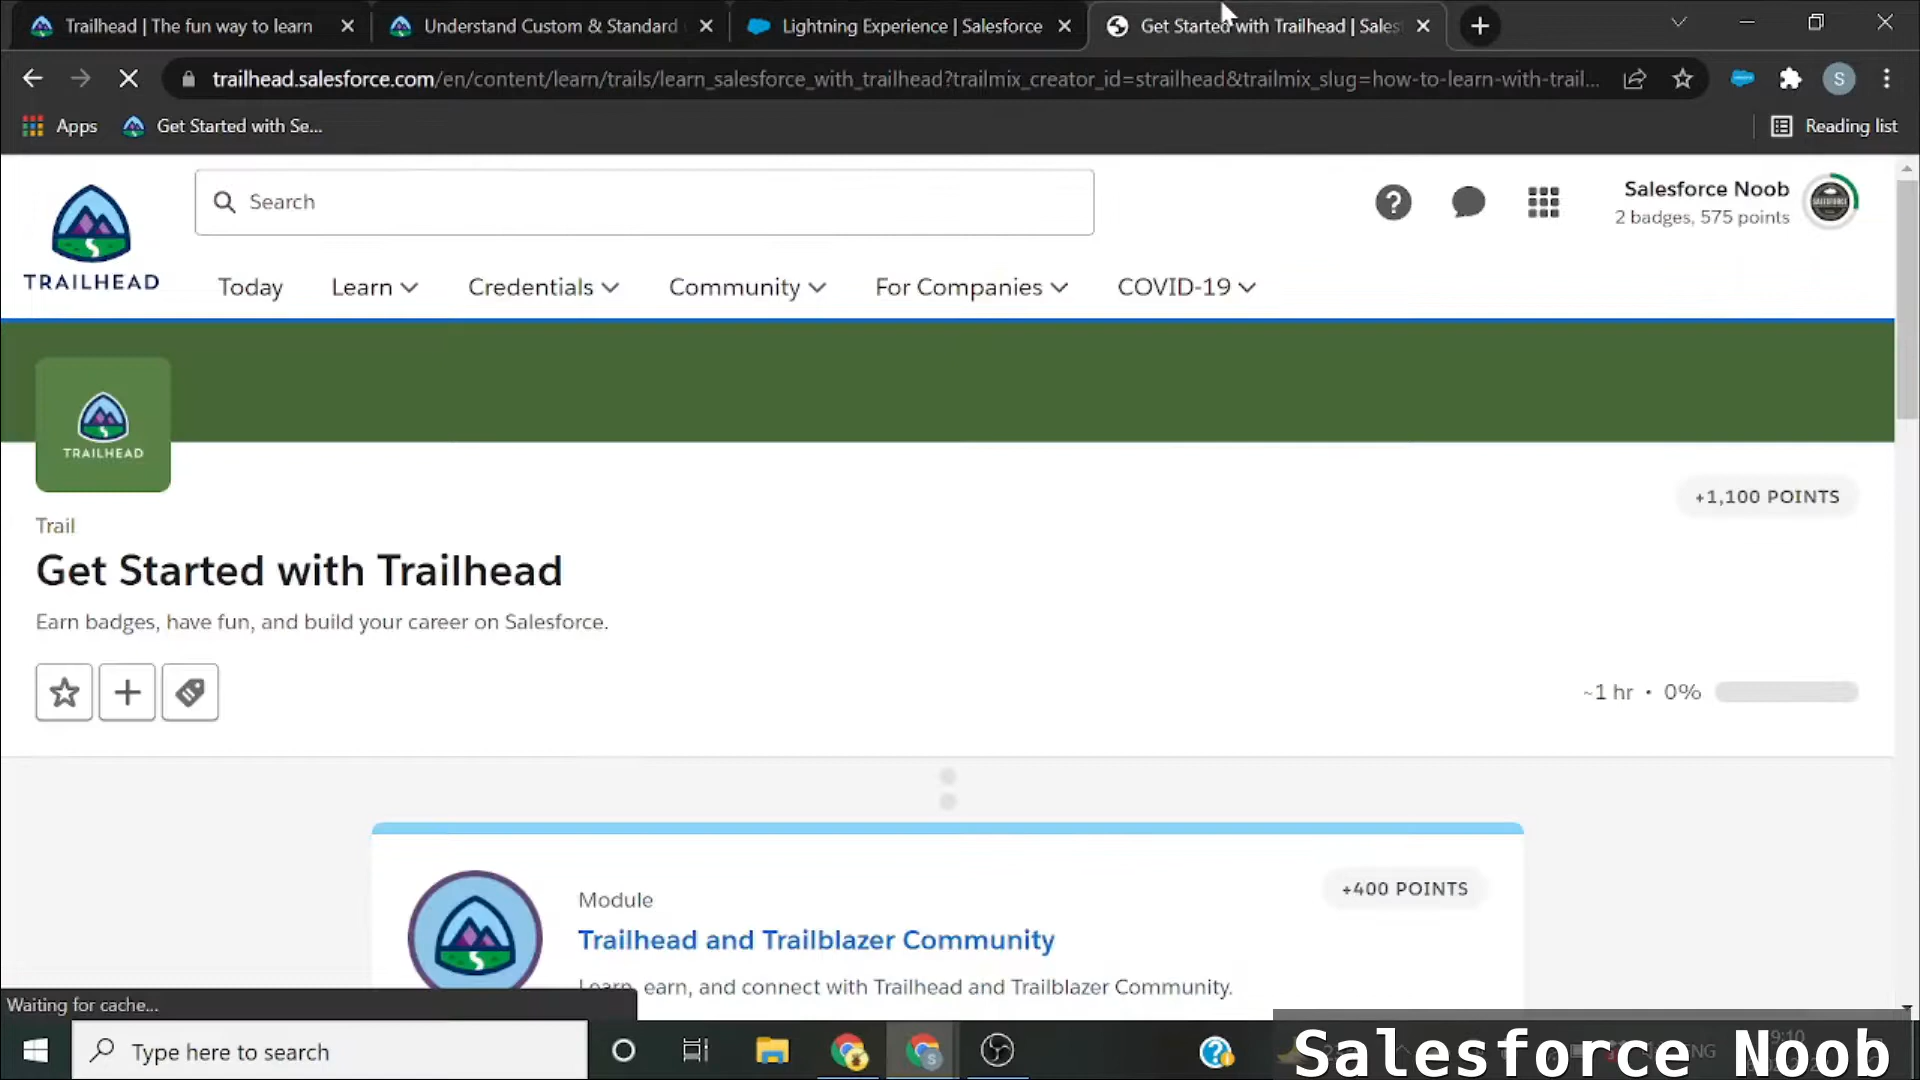 Trailhead | The fun way to learn
Understand Custom & Standard
Lightning Experience | Salesforce
Get Started with Trailhead | Sales
trailhead.salesforce.com/en/content/learn/trails/learn_salesforce_with_trailhead?trailmix_creator_id=strailhead&trailmix_slug=how-to-learn-with-trail...
S
Apps
Get Started with Se...
Reading list
Search
Salesforce Noob
2 badges, 575 points
TRAILHEAD
Today
Learn
Credentials
Community
For Companies
COVID-19
TRAILHEAD
+1,100 POINTS
Trail
Get Started with Trailhead
Earn badges, have fun, and build your career on Salesforce.
~1 hr • 0%
+400 POINTS
Module
Trailhead and Trailblazer Community
Learn, earn, and connect with Trailhead and Trailblazer Community.
Waiting for cache...
Type here to search
Salesforce Noob